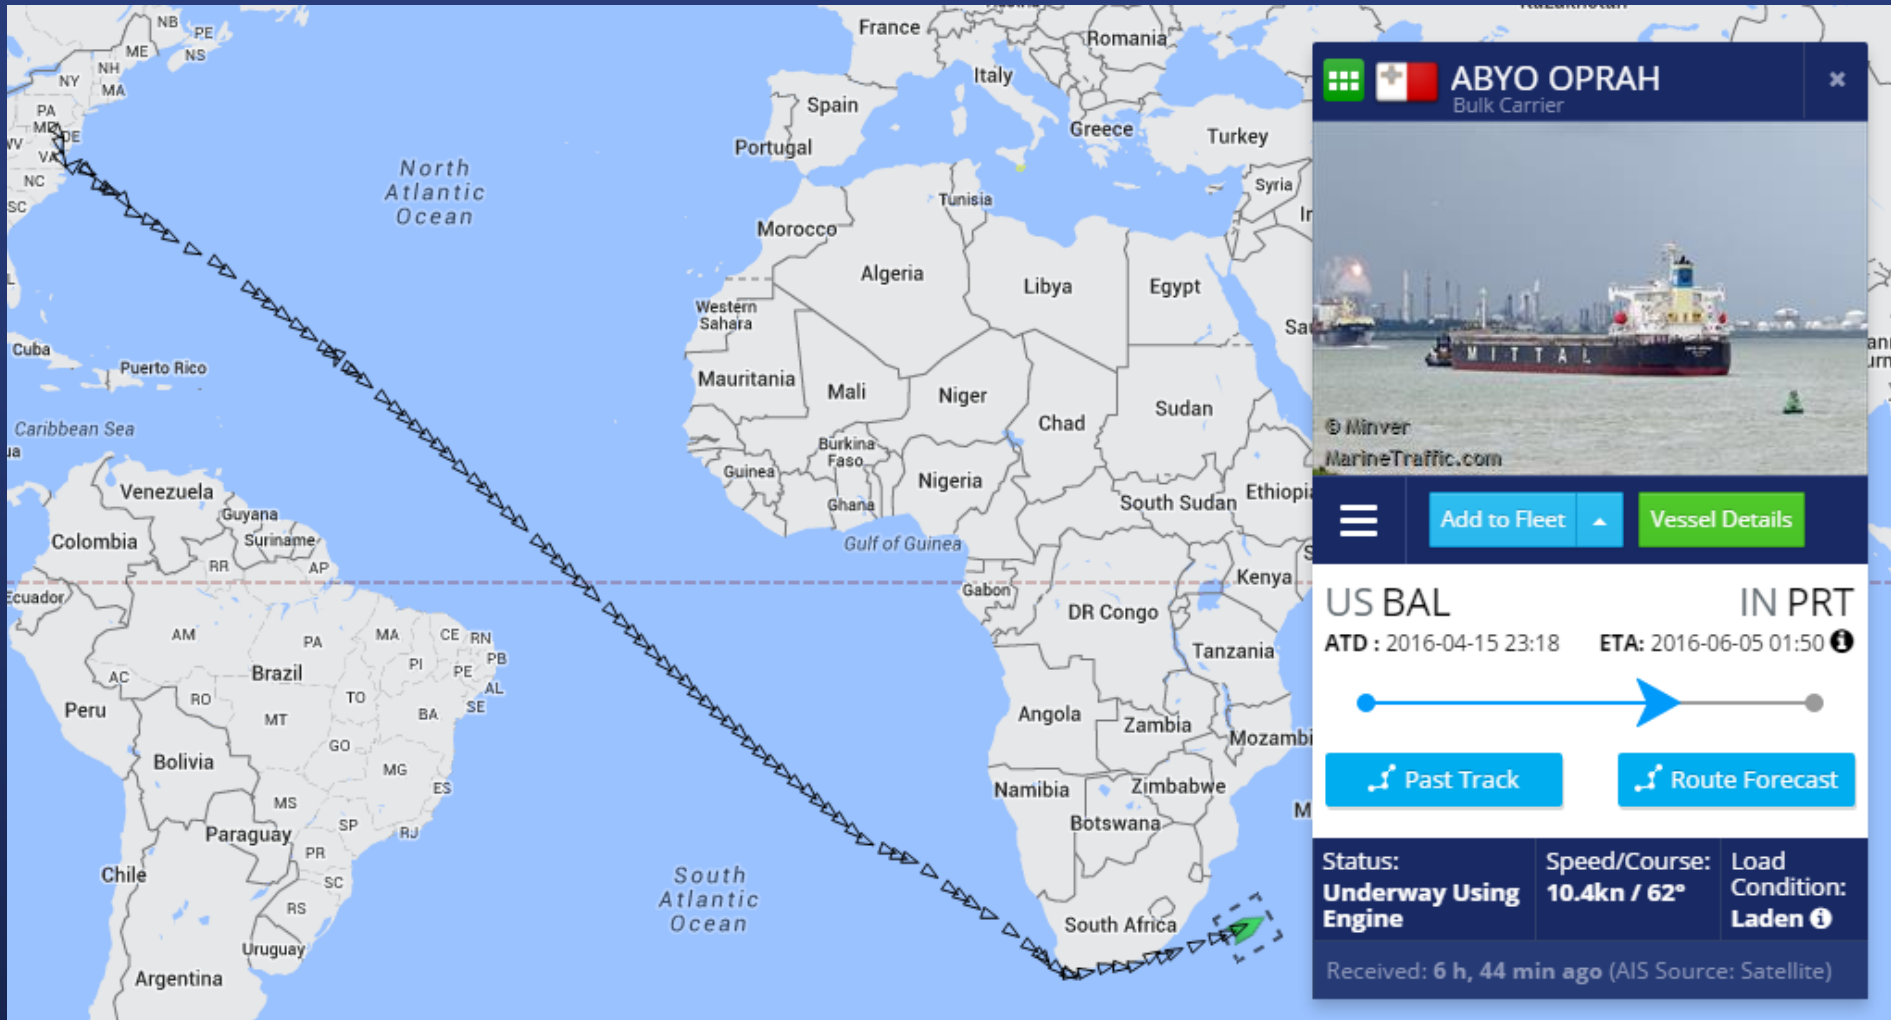 NB
PE
ME
NS
NH
NY
MA
PA
MD
DE
WV
VA
NC
SC
North
Atlantic
Ocean
France
Romania
Italy
Spain
Portugal
Greece
Turkey
Syria
Tunisia
Morocco
Algeria
Libya
Egypt
Western
Sahara
Mauritania
Mali
Niger
Chad
Sudan
Burkina
Faso
Guinea
Ghana
Nigeria
South Sudan
Ethiopia
Gulf of Guinea
Gabon
DR Congo
Kenya
Tanzania
Angola
Zambia
Mozambi
Namibia
Zimbabwe
Botswana
South Africa
Cuba
Puerto Rico
Caribbean Sea
Venezuela
Guyana
Suriname
Colombia
RR
AP
Ecuador
AM
PA
MA
CE
RN
PB
PI
PE
AL
SE
AC
Brazil
RO
TO
BA
Peru
MT
GO
Bolivia
MG
ES
MS
SP
RJ
Paraguay
PR
Chile
SC
RS
Uruguay
Argentina
South
Atlantic
Ocean
ABYO OPRAH
Bulk Carrier
MITTAL
© Minver
MarineTraffic.com
Add to Fleet
Vessel Details
US BAL IN PRT
ATD : 2016-04-15 23:18 ETA: 2016-06-05 01:50
Past Track
Route Forecast
Status:
Underway Using
Engine
Speed/Course:
10.4kn / 62°
Load
Condition:
Laden
Received: 6 h, 44 min ago (AIS Source: Satellite)